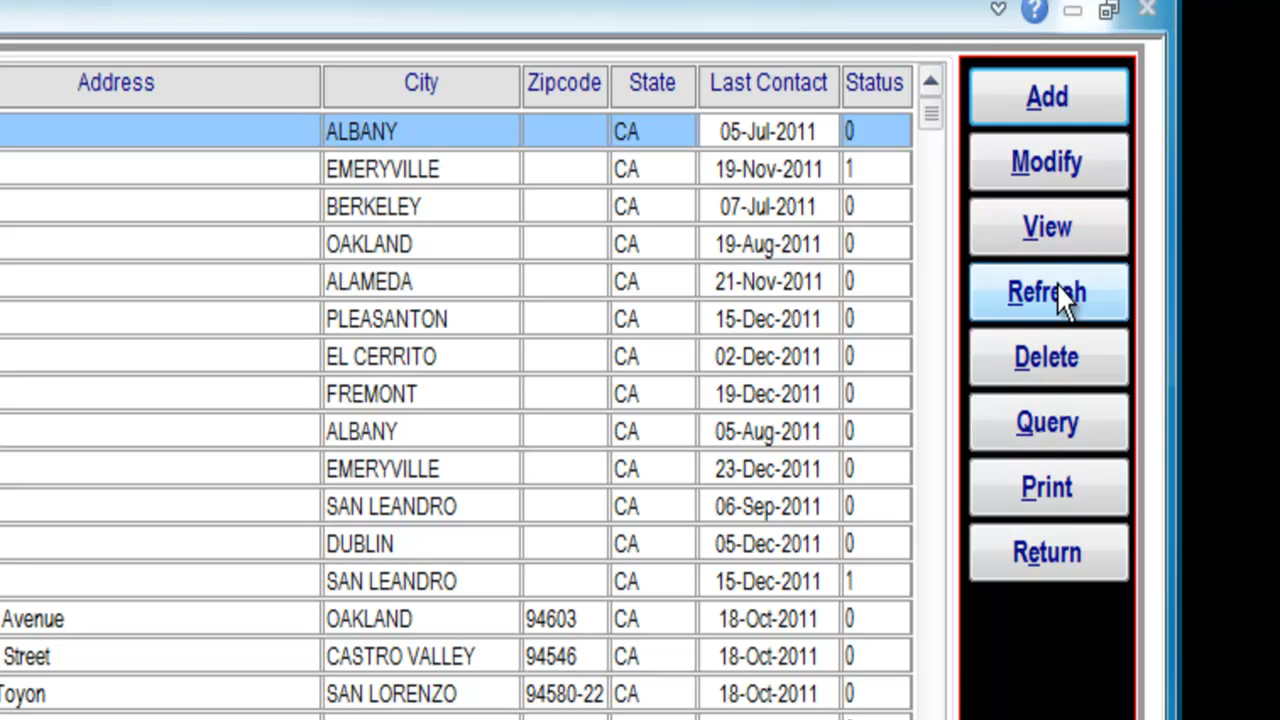 Address City Zipcode State Last Contact Status
ALBANY CA 05-Jul-2011 0
EMERYVILLE CA 19-Nov-2011 1
BERKELEY CA 07-Jul-2011 0
OAKLAND CA 19-Aug-2011 0
ALAMEDA CA 21-Nov-2011 0
PLEASANTON CA 15-Dec-2011 0
EL CERRITO CA 02-Dec-2011 0
FREMONT CA 19-Dec-2011 0
ALBANY CA 05-Aug-2011 0
EMERYVILLE CA 23-Dec-2011 0
SAN LEANDRO CA 06-Sep-2011 0
DUBLIN CA 05-Dec-2011 0
SAN LEANDRO CA 15-Dec-2011 1
Avenue OAKLAND 94603 CA 18-Oct-2011 0
Street CASTRO VALLEY 94546 CA 18-Oct-2011 0
Toyon SAN LORENZO 94580-22 CA 18-Oct-2011 0
Add
Modify
View
Refresh
Delete
Query
Print
Return